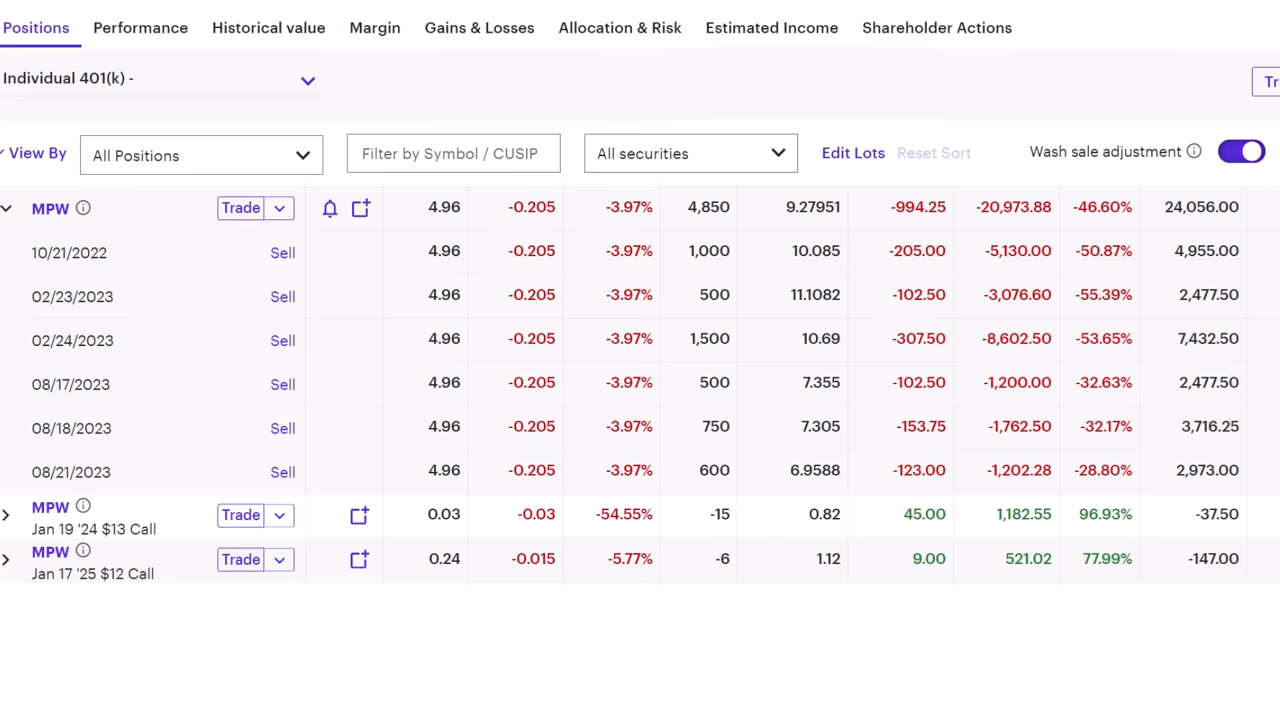 Positions Performance Historical value Margin Gains & Losses Allocation & Risk Estimated Income Shareholder Actions
Individual 401(k) -
View By All Positions Filter by Symbol / CUSIP All securities Edit Lots Reset Sort Wash sale adjustment
MPW Trade 4.96 -0.205 -3.97% 4,850 9.27951 -994.25 -20,973.88 -46.60% 24,056.00
10/21/2022 Sell 4.96 -0.205 -3.97% 1,000 10.085 -205.00 -5,130.00 -50.87% 4,955.00
02/23/2023 Sell 4.96 -0.205 -3.97% 500 11.1082 -102.50 -3,076.60 -55.39% 2,477.50
02/24/2023 Sell 4.96 -0.205 -3.97% 1,500 10.69 -307.50 -8,602.50 -53.65% 7,432.50
08/17/2023 Sell 4.96 -0.205 -3.97% 500 7.355 -102.50 -1,200.00 -32.63% 2,477.50
08/18/2023 Sell 4.96 -0.205 -3.97% 750 7.305 -153.75 -1,762.50 -32.17% 3,716.25
08/21/2023 Sell 4.96 -0.205 -3.97% 600 6.9588 -123.00 -1,202.28 -28.80% 2,973.00
MPW Trade 0.03 -0.03 -54.55% -15 0.82 45.00 1,182.55 96.93% -37.50
Jan 19 '24 $13 Call
MPW Trade 0.24 -0.015 -5.77% -6 1.12 9.00 521.02 77.99% -147.00
Jan 17 '25 $12 Call